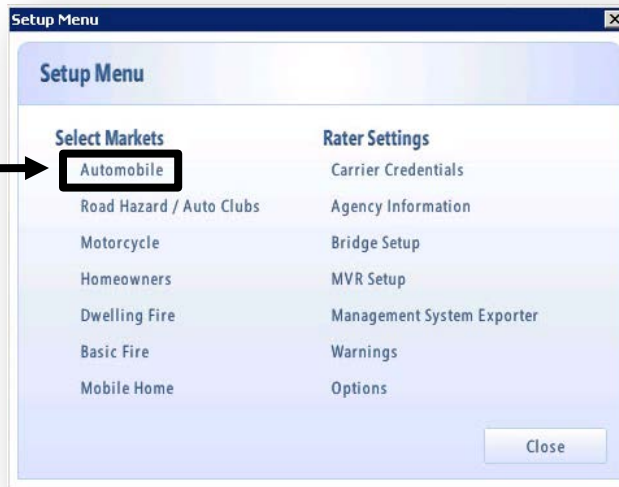 Setup Menu
Setup Menu
Select Markets
Automobile
Road Hazard / Auto Clubs
Motorcycle
Homeowners
Dwelling Fire
Basic Fire
Mobile Home
Rater Settings
Carrier Credentials
Agency Information
Bridge Setup
MVR Setup
Management System Exporter
Warnings
Options
Close